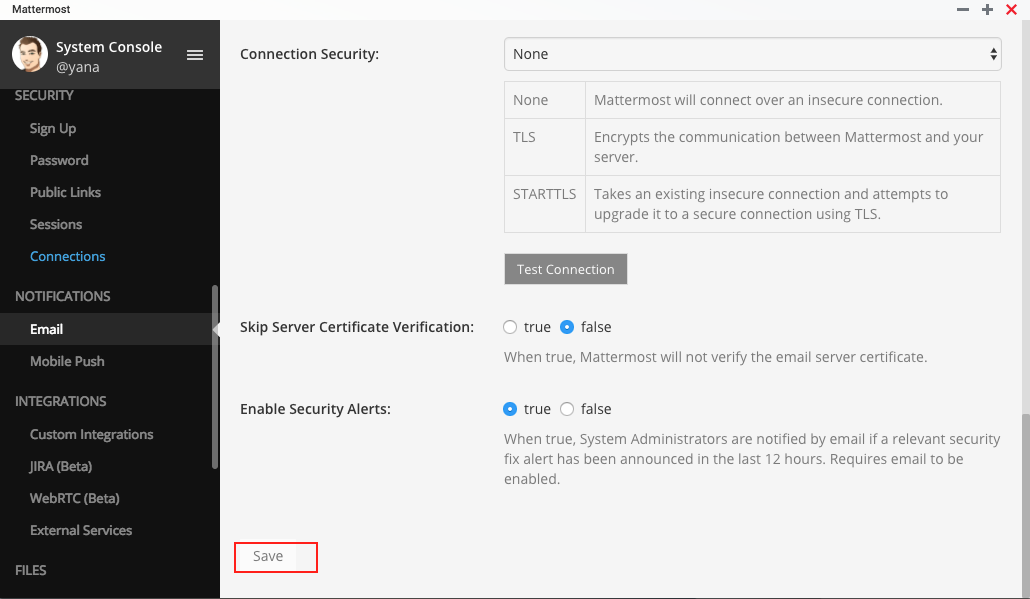 Mattermost
System Console
@yana
SECURITY
Sign Up
Password
Public Links
Sessions
Connections
NOTIFICATIONS
Email
Mobile Push
INTEGRATIONS
Custom Integrations
JIRA (Beta)
WebRTC (Beta)
External Services
FILES
Connection Security:
None
None
Mattermost will connect over an insecure connection.
TLS
Encrypts the communication between Mattermost and your
server.
STARTTLS
Takes an existing insecure connection and attempts to
upgrade it to a secure connection using TLS.
Test Connection
Skip Server Certificate Verification:
true false
When true, Mattermost will not verify the email server certificate.
Enable Security Alerts:
true false
When true, System Administrators are notified by email if a relevant security
fix alert has been announced in the last 12 hours. Requires email to be
enabled.
Save